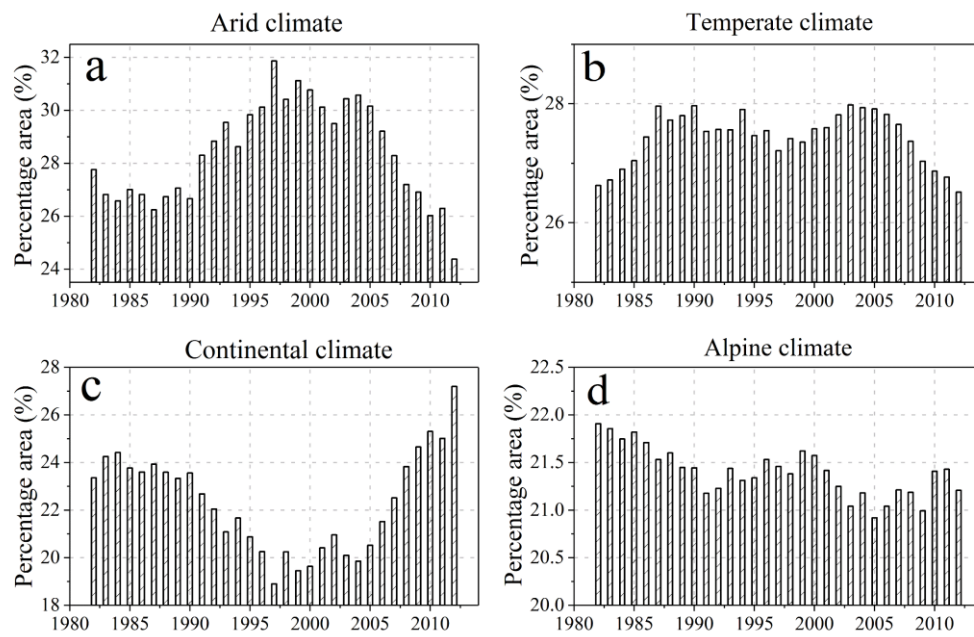 Arid climate
a
Percentage area (%)
32
30
28
26
24
1980 1985 1990 1995 2000 2005 2010
Temperate climate
b
Percentage area (%)
28
26
1980 1985 1990 1995 2000 2005 2010
Continental climate
c
Percentage area (%)
28
26
24
22
20
18
1980 1985 1990 1995 2000 2005 2010
Alpine climate
d
Percentage area (%)
22.5
22.0
21.5
21.0
20.5
20.0
1980 1985 1990 1995 2000 2005 2010